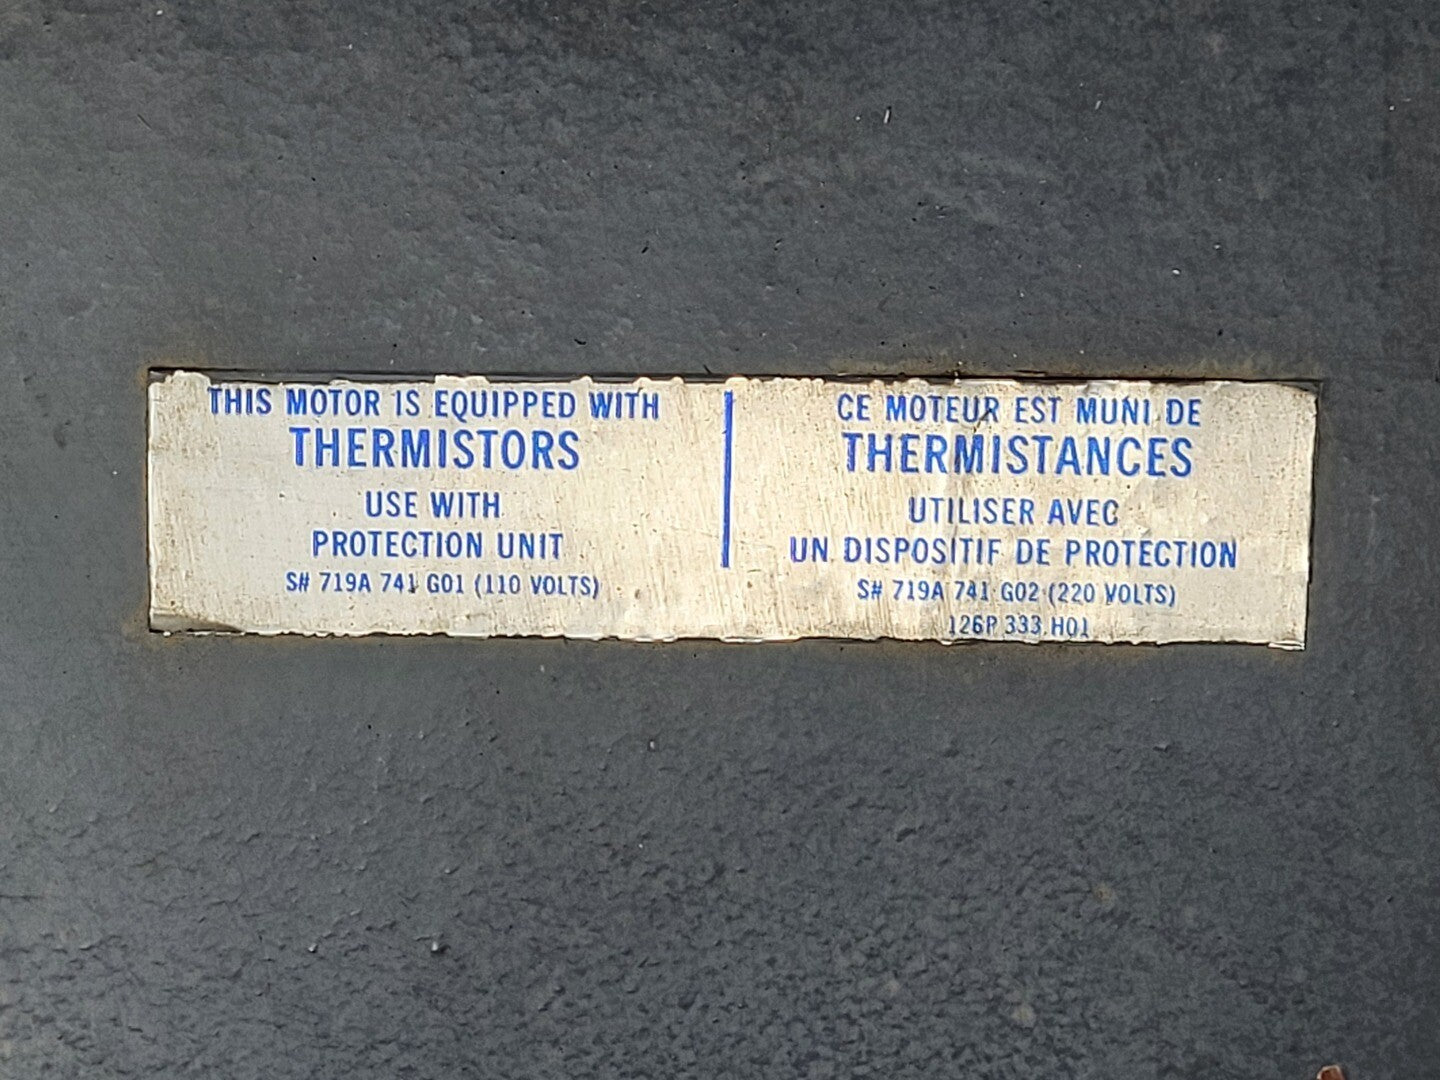 THIS MOTOR IS EQUIPPED WITH
THERMISTORS
USE WITH
PROTECTION UNIT
S# 719A 741 G01 (110 VOLTS)
CE MOTEUR EST MUNI DE
THERMISTANCES
UTILISER AVEC
UN DISPOSITIF DE PROTECTION
S# 719A 741 G02 (220 VOLTS)
126P 333 H01